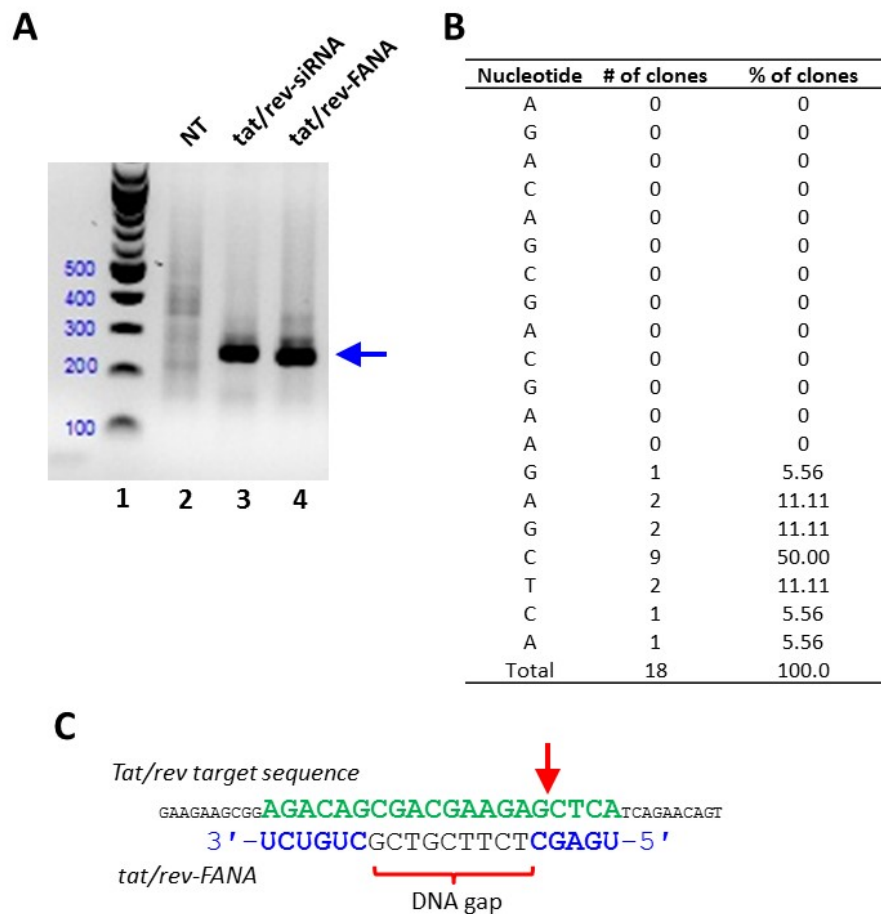 A
NT
tat/rev-siRNA
tat/rev-FANA
500
400
300
200
100
1 2 3 4
B
Nucleotide # of clones % of clones
A 0 0
G 0 0
A 0 0
C 0 0
A 0 0
G 0 0
C 0 0
G 0 0
A 0 0
C 0 0
G 0 0
A 0 0
A 0 0
G 1 5.56
A 2 11.11
G 2 11.11
C 9 50.00
T 2 11.11
C 1 5.56
A 1 5.56
Total 18 100.0
C
Tat/rev target sequence
GAAGAAGCGGAGACAGCGACGAAGAGCTCATCAGAACAGT
3′-UCUGUCGCTGCTTCTCGAGU-5′
tat/rev-FANA
DNA gap